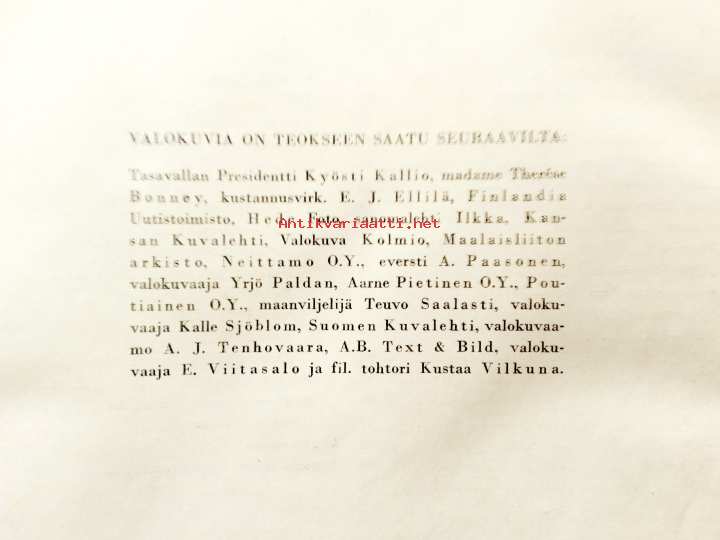 VALOKUVIA ON TEOKSEEN SAATU SEURAAVILTA:
Tasavallan Presidentti Kyösti Kallio, madame Therèse
Bonney, kustannusvirk. E. J. Ellilä, Finlandia
Uutistoimisto, Hede Foto, sanomalehti Ilkka, Kan-
Antikvariaatti.net
san Kuvalehti, Valokuva Kolmio, Maalaisliiton
arkisto, Neittamo O.Y., eversti A. Paasonen,
valokuvaaja Yrjö Paldan, Aarne Pietinen O.Y., Pou-
tiainen O.Y., maanviljelijä Teuvo Saalasti, valoku-
vaaja Kalle Sjöblom, Suomen Kuvalehti, valokuvaa-
mo A. J. Tenhovaara, A.B. Text & Bild, valoku-
vaaja E. Viitasalo ja fil. tohtori Kustaa Vilkuna.